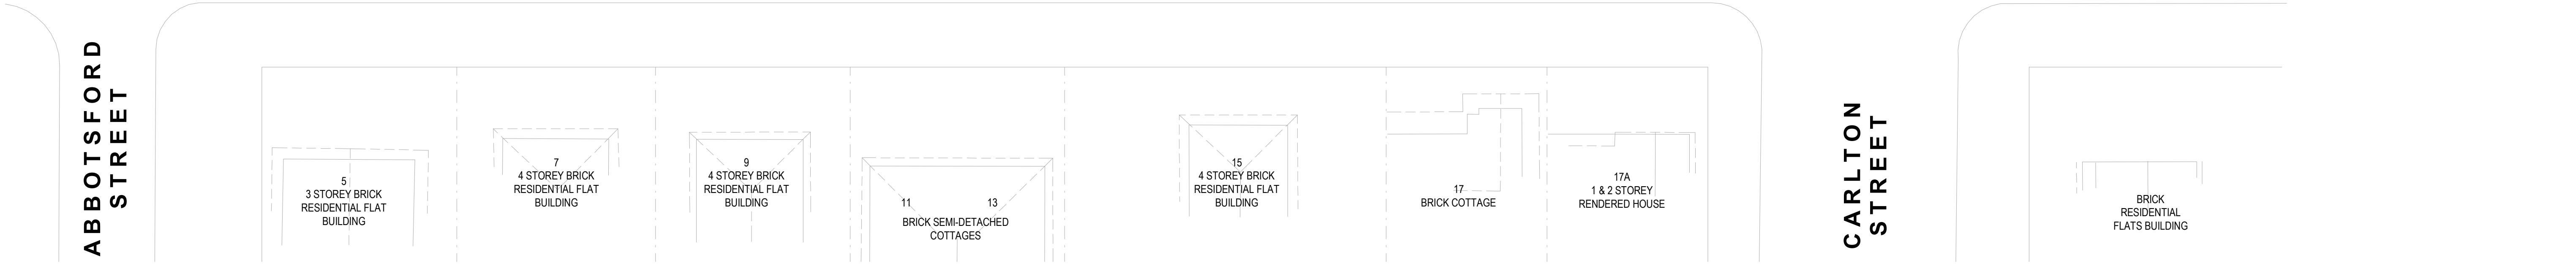 ABBOTSFORD
STREET
5
3 STOREY BRICK
RESIDENTIAL FLAT
BUILDING
7
4 STOREY BRICK
RESIDENTIAL FLAT
BUILDING
9
4 STOREY BRICK
RESIDENTIAL FLAT
BUILDING
11 13
BRICK SEMI-DETACHED
COTTAGES
15
4 STOREY BRICK
RESIDENTIAL FLAT
BUILDING
17
BRICK COTTAGE
17A
1 & 2 STOREY
RENDERED HOUSE
CARLTON
STREET
BRICK
RESIDENTIAL
FLATS BUILDING